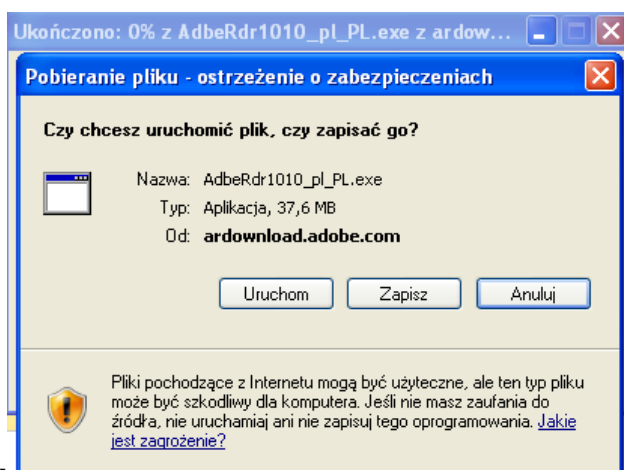 Ukończono: 0% z AdbeRdr1010_pl_PL.exe z ardow...
Pobieranie pliku - ostrzeżenie o zabezpieczeniach
Czy chcesz uruchomić plik, czy zapisać go?
Nazwa: AdbeRdr1010_pl_PL.exe
Typ: Aplikacja, 37,6 MB
Od: ardownload.adobe.com
Uruchom Zapisz Anuluj
Pliki pochodzące z Internetu mogą być użyteczne, ale ten typ pliku
może być szkodliwy dla komputera. Jeśli nie masz zaufania do
źródła, nie uruchamiaj ani nie zapisuj tego oprogramowania. Jakie
jest zagrożenie?